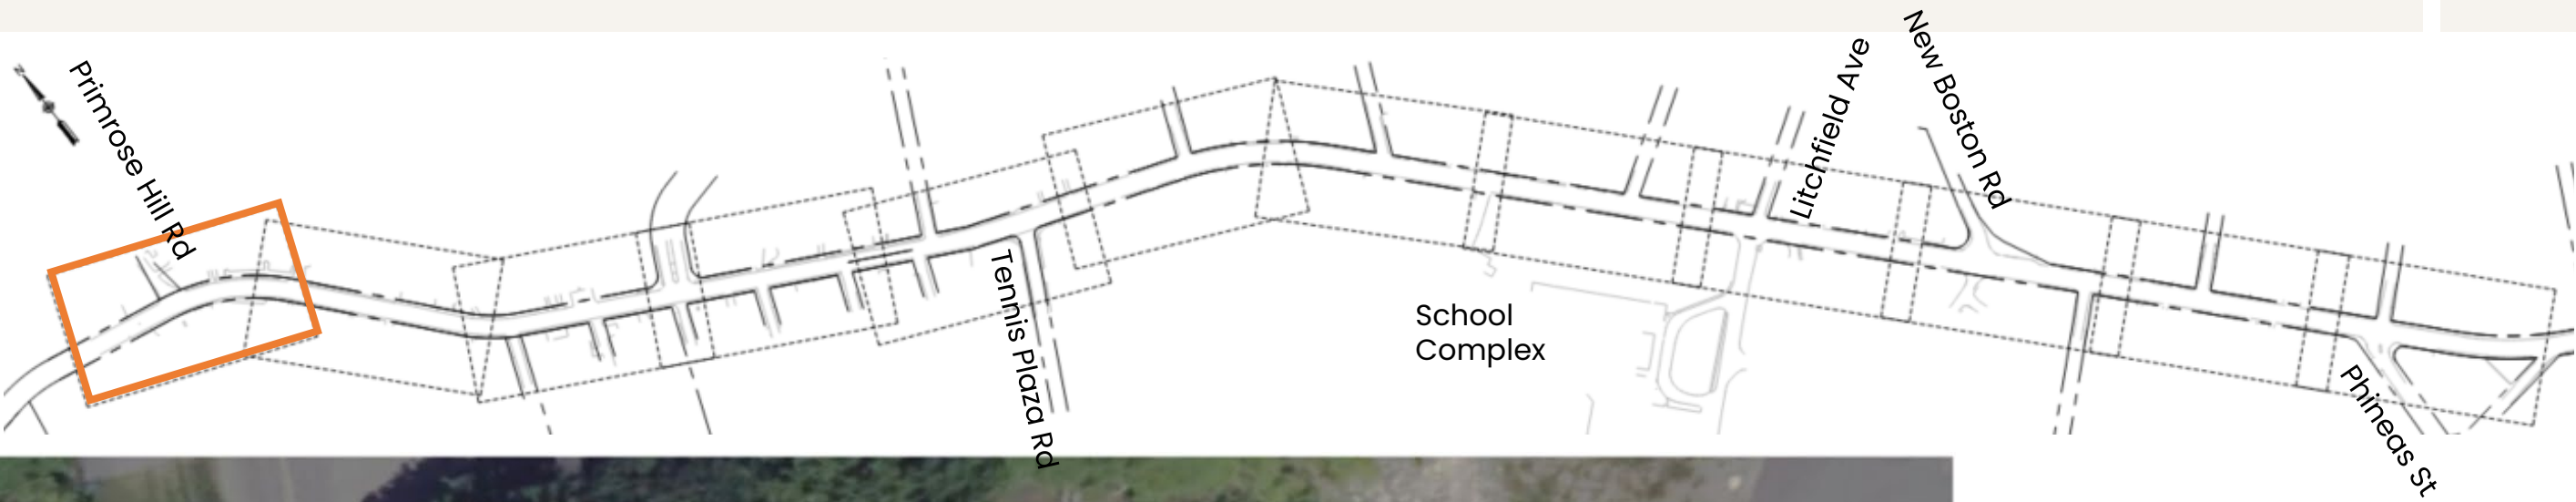 N
Primrose Hill Rd
Tennis Plaza Rd
School
Complex
Litchfield Ave
New Boston Rd
Phineas St